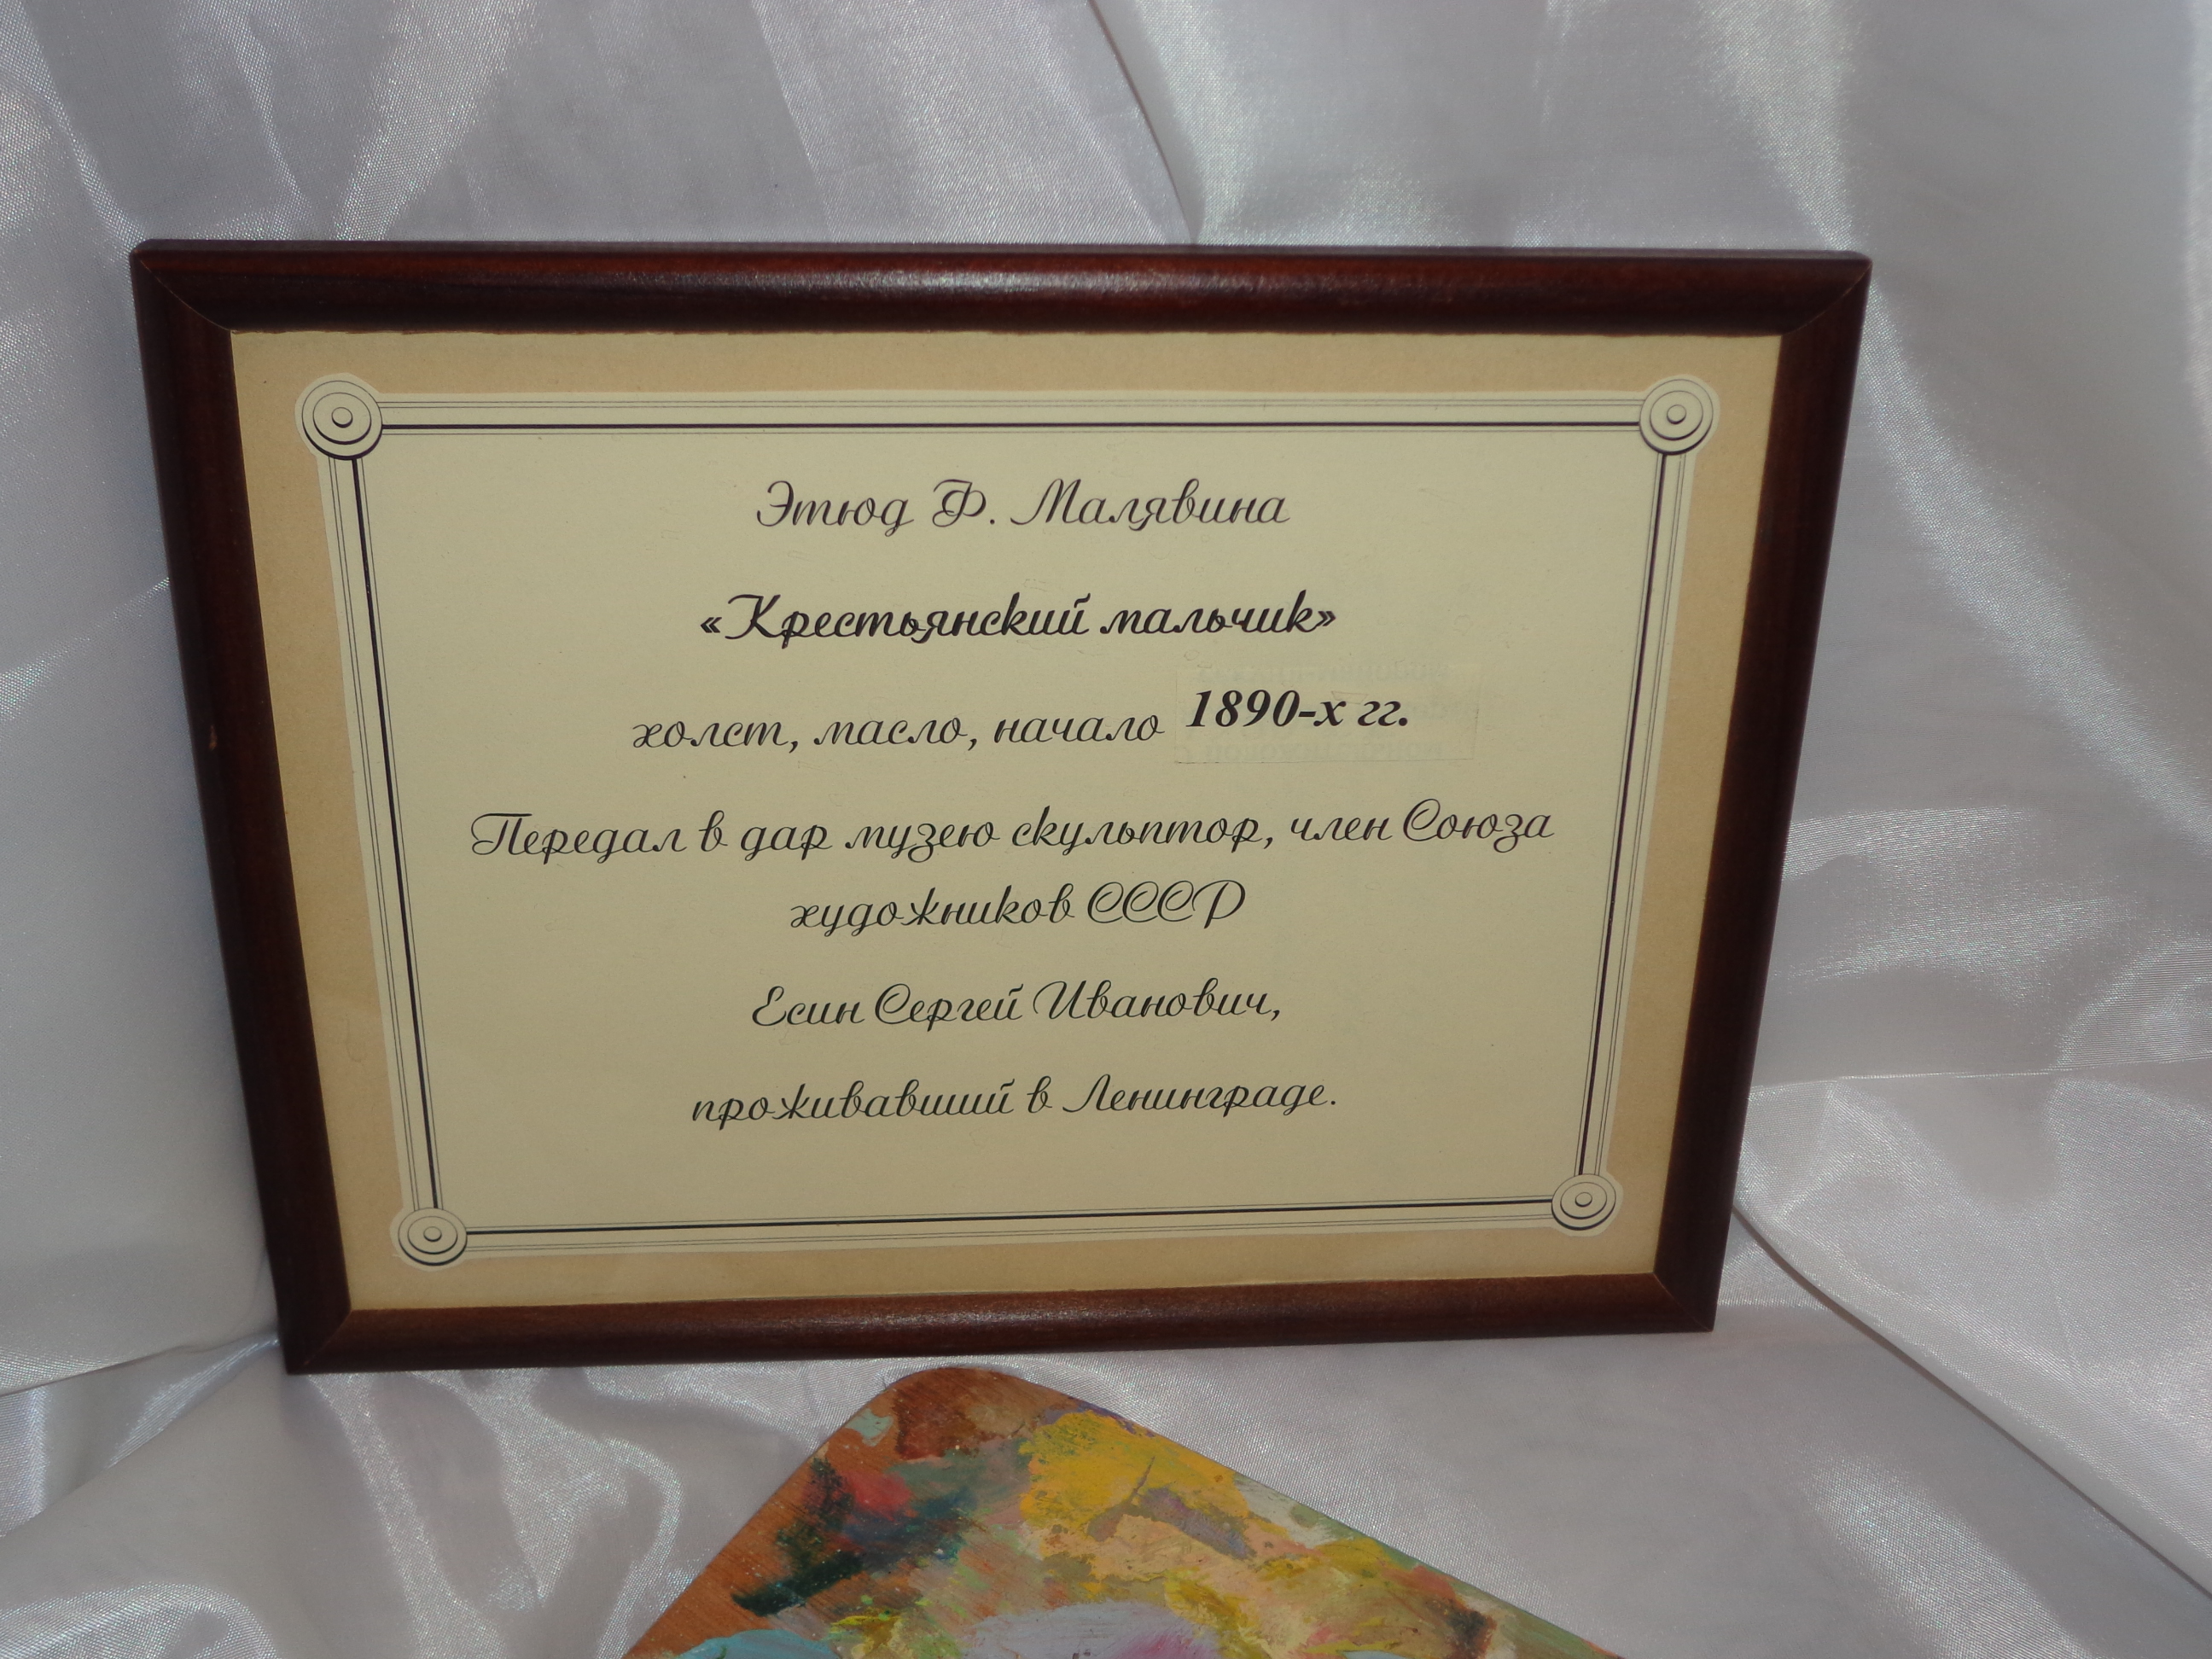 Этюд Ф. Малявина
«Крестьянский мальчик»
холст, масло, начало 1890-х гг.
Передал в дар музею скульптор, член Союза
художников СССР
Есин Сергей Иванович,
проживавший в Ленинграде.